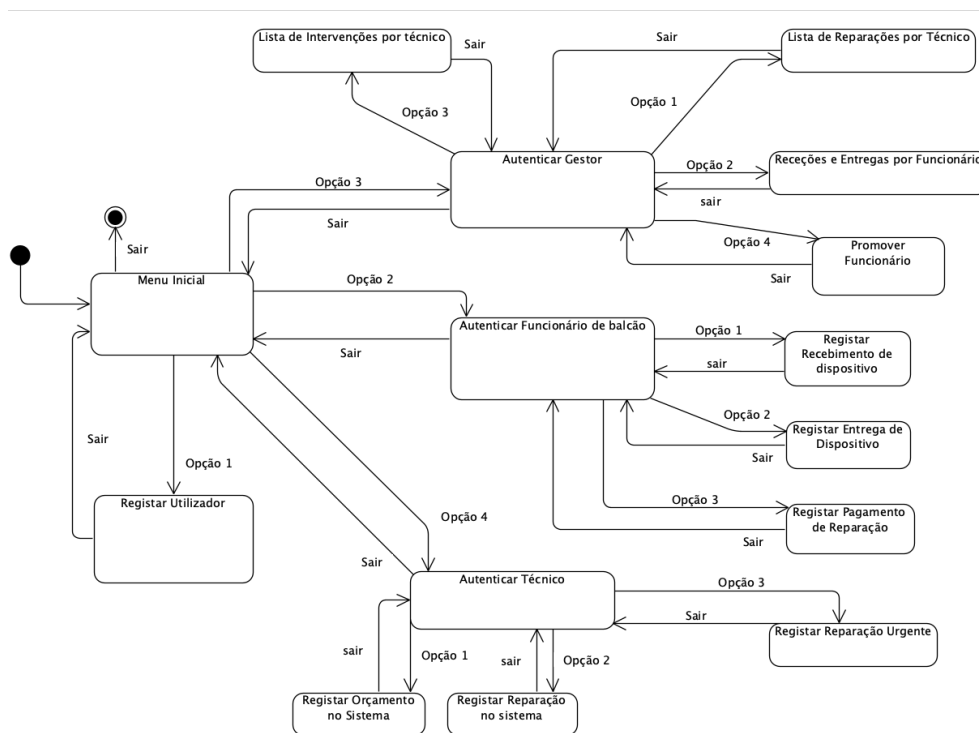 Lista de Intervenções por técnico
Sair
Sair
Lista de Reparações por Técnico
Opção 3
Opção 1
Autenticar Gestor
Receções e Entregas por Funcionário
Opção 2
sair
Opção 3
Sair
Opção 4
Promover
Funcionário
Sair
Sair
Menu Inicial
Opção 2
Autenticar Funcionário de balcão
Opção 1
Registar
Recebimento de
dispositivo
Sair
sair
Opção 2
Registar Entrega de
Dispositivo
Sair
Sair
Opção 1
Registar Utilizador
Opção 3
Registar Pagamento
de Reparação
Sair
Opção 4
Sair
Autenticar Técnico
Opção 3
Sair
Registar Reparação Urgente
sair
Opção 1
sair
Opção 2
Registar Orçamento
no Sistema
Registar Reparação
no sistema